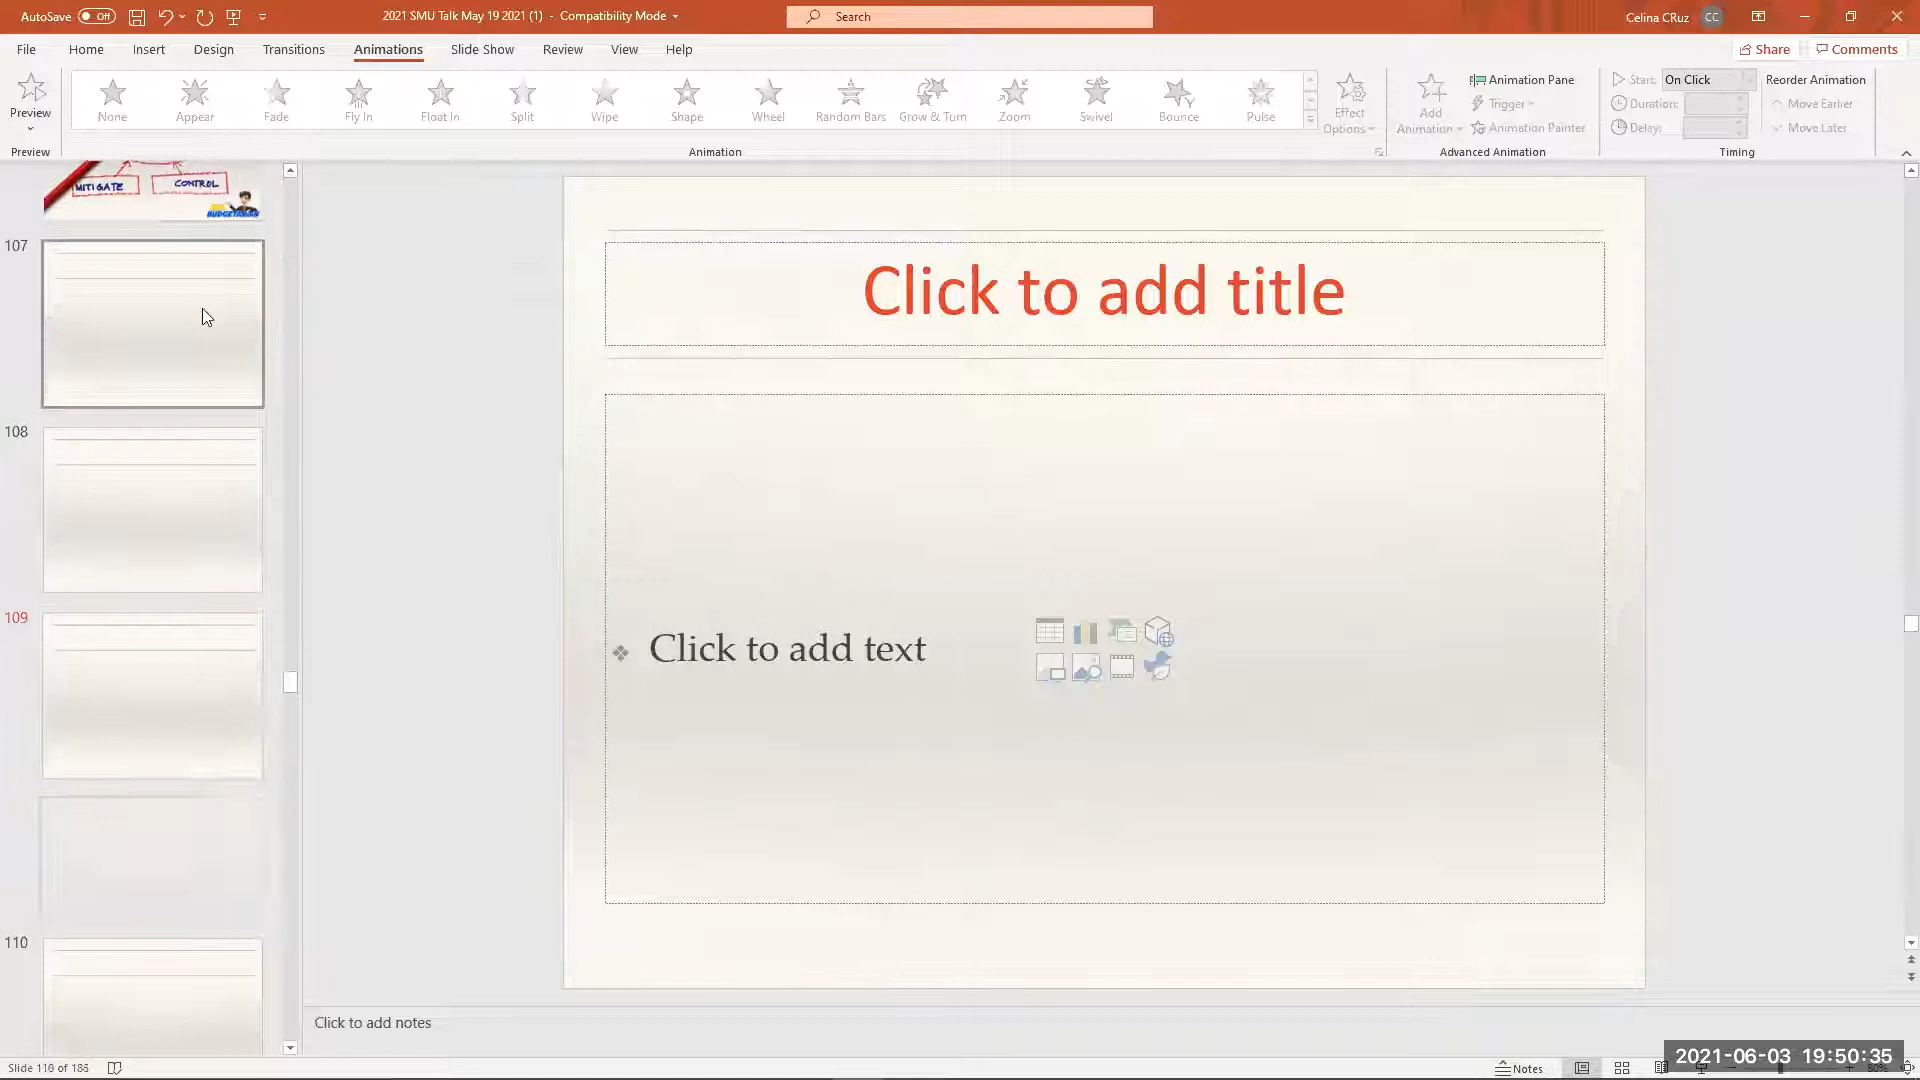 AutoSave Off
2021 SMU Talk May 19 2021 (1) - Compatibility Mode
Search
Celina CRuz CC
File Home Insert Design Transitions Animations Slide Show Review View Help
Share Comments
Preview
None Appear Fade Fly In Float In Split Wipe Shape Wheel Random Bars Grow & Turn Zoom Swivel Bounce Pulse
Effect Options
Add Animation
Animation Pane
Trigger
Animation Painter
Start: On Click
Duration:
Delay:
Reorder Animation
Move Earlier
Move Later
Preview Animation Advanced Animation Timing
MITIGATE CONTROL
107
108
109
110
Click to add title
Click to add text
Click to add notes
Slide 110 of 186
Notes
2021-06-03 19:50:35
80%